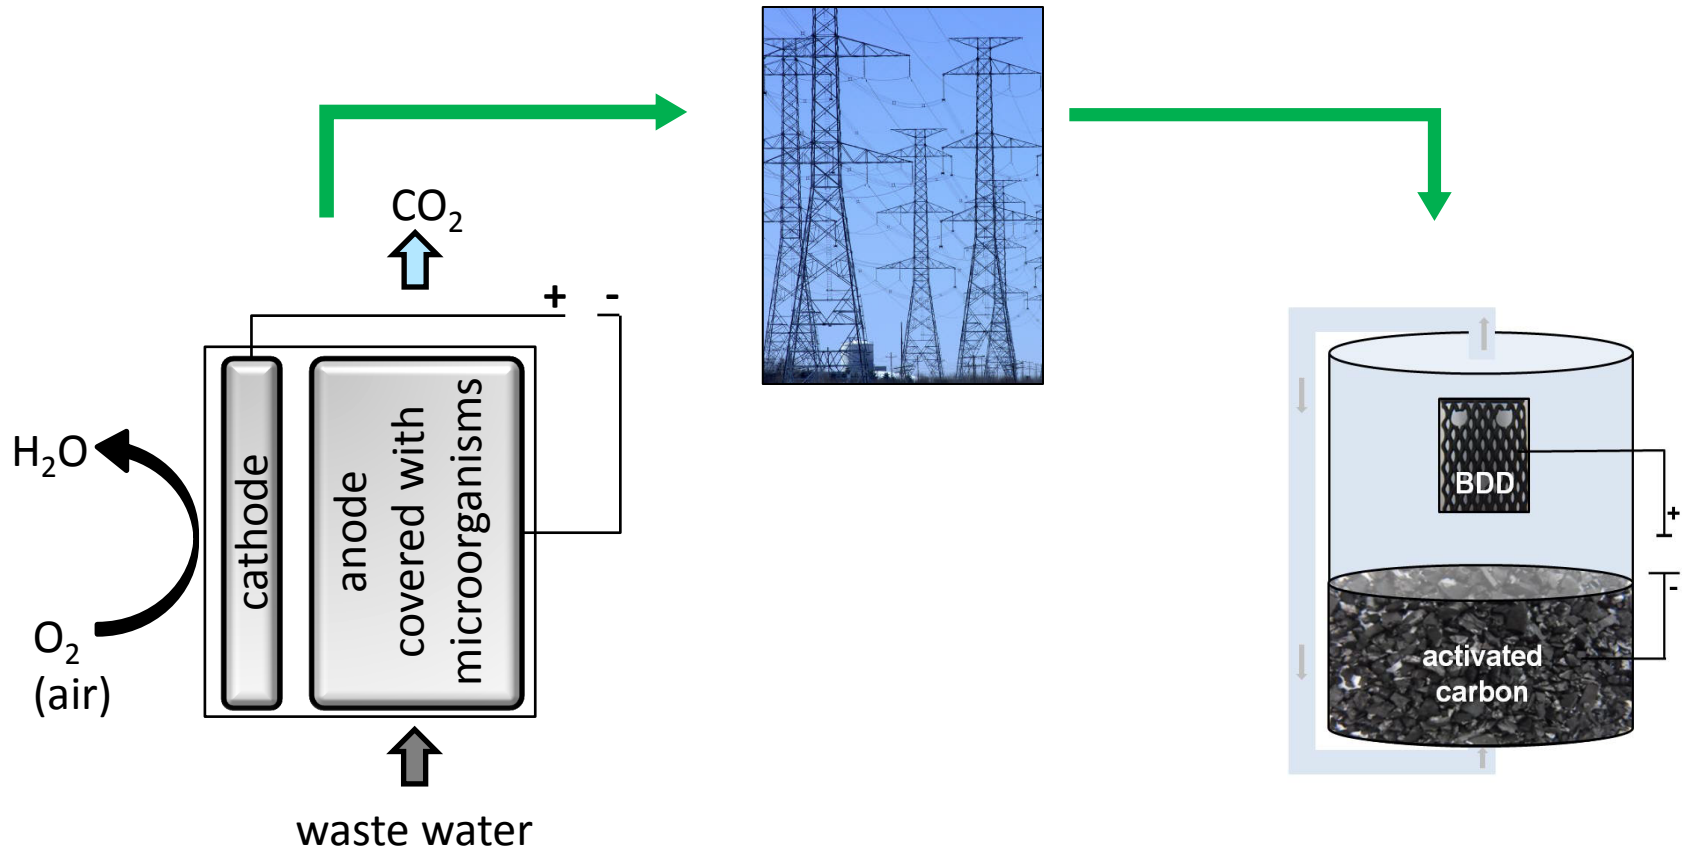 CO₂
+ -
H₂O
O₂
(air)
cathode
anode
covered with
microorganisms
waste water
BDD
+
-
activated
carbon